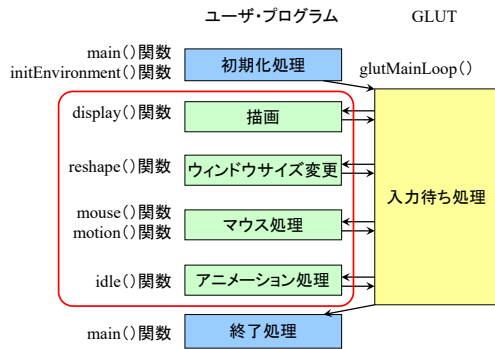 ユーザ・プログラム
GLUT
main()関数
initEnvironment()関数
初期化処理
glutMainLoop()
display()関数
描画
reshape()関数
ウィンドウサイズ変更
入力待ち処理
mouse()関数
motion()関数
マウス処理
idle()関数
アニメーション処理
main()関数
終了処理